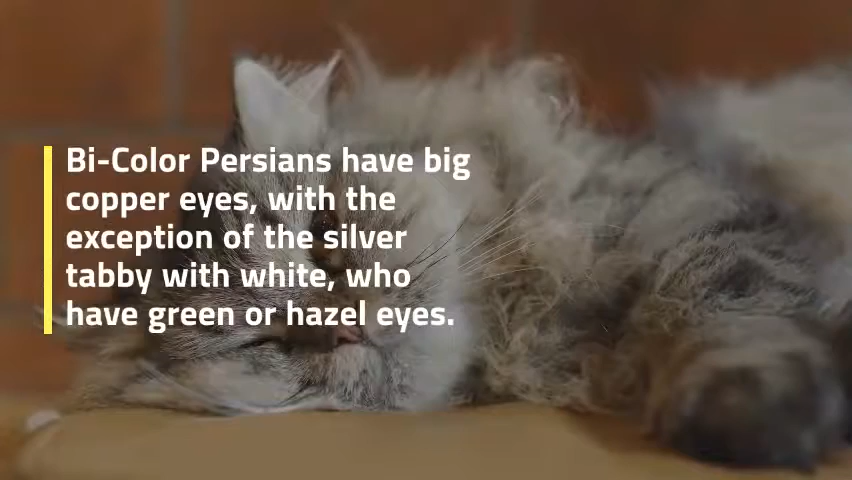 Bi-Color Persians have big
copper eyes, with the
exception of the silver
tabby with white, who
have green or hazel eyes.